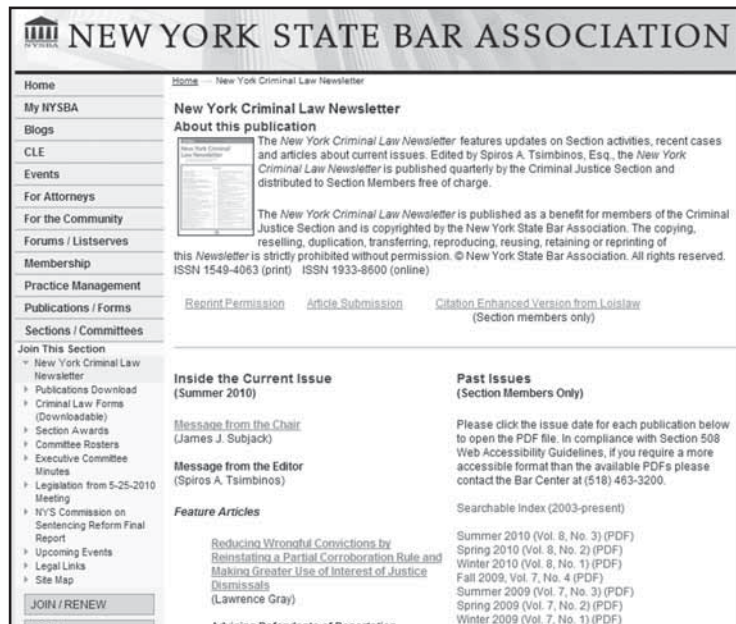 NYSBA
NEW YORK STATE BAR ASSOCIATION
Home
My NYSBA
Blogs
CLE
Events
For Attorneys
For the Community
Forums / Listserves
Membership
Practice Management
Publications / Forms
Sections / Committees
Join This Section
New York Criminal Law
Newsletter
Publications Download
Criminal Law Forms
(Downloadable)
Section Awards
Committee Rosters
Executive Committee
Minutes
Legislation from 5-25-2010
Meeting
NYS Commission on
Sentencing Reform Final
Report
Upcoming Events
Legal Links
Site Map
JOIN / RENEW
Home — New York Criminal Law Newsletter
New York Criminal Law Newsletter
About this publication
New York Criminal
Law Newsletter
The New York Criminal Law Newsletter features updates on Section activities, recent cases
and articles about current issues. Edited by Spiros A. Tsimbinos, Esq., the New York
Criminal Law Newsletter is published quarterly by the Criminal Justice Section and
distributed to Section Members free of charge.
The New York Criminal Law Newsletter is published as a benefit for members of the Criminal
Justice Section and is copyrighted by the New York State Bar Association. The copying,
reselling, duplication, transferring, reproducing, reusing, retaining or reprinting of
this Newsletter is strictly prohibited without permission. © New York State Bar Association. All rights reserved.
ISSN 1549-4063 (print) ISSN 1933-8600 (online)
Reprint Permission Article Submission Citation Enhanced Version from Loislaw
(Section members only)
Inside the Current Issue
(Summer 2010)
Message from the Chair
(James J. Subjack)
Message from the Editor
(Spiros A. Tsimbinos)
Feature Articles
Reducing Wrongful Convictions by
Reinstating a Partial Corroboration Rule and
Making Greater Use of Interest of Justice
Dismissals
(Lawrence Gray)
Advising Defendants of Deportation
Past Issues
(Section Members Only)
Please click the issue date for each publication below
to open the PDF file. In compliance with Section 508
Web Accessibility Guidelines, if you require a more
accessible format than the available PDFs please
contact the Bar Center at (518) 463-3200.
Searchable Index (2003-present)
Summer 2010 (Vol. 8, No. 3) (PDF)
Spring 2010 (Vol. 8, No. 2) (PDF)
Winter 2010 (Vol. 8, No. 1) (PDF)
Fall 2009, Vol. 7, No. 4 (PDF)
Summer 2009 (Vol. 7, No. 3) (PDF)
Spring 2009 (Vol. 7, No. 2) (PDF)
Winter 2009 (Vol. 7, No. 1) (PDF)